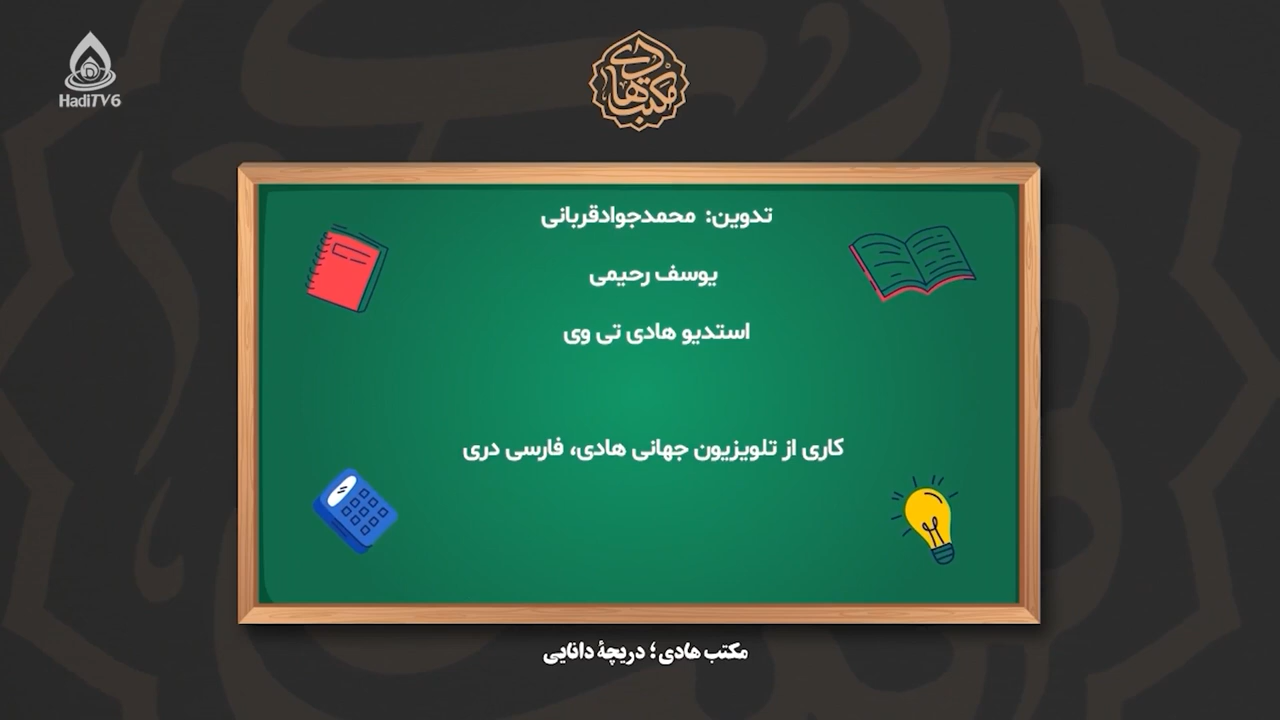 HadiTV6
مکتب هادی
تدوین: محمدجوادقربانی
یوسف رحیمی
استدیو هادی تی وی
کاری از تلویزیون جهانی هادی، فارسی دری
مکتب هادی؛ دریچهٔ دانایی